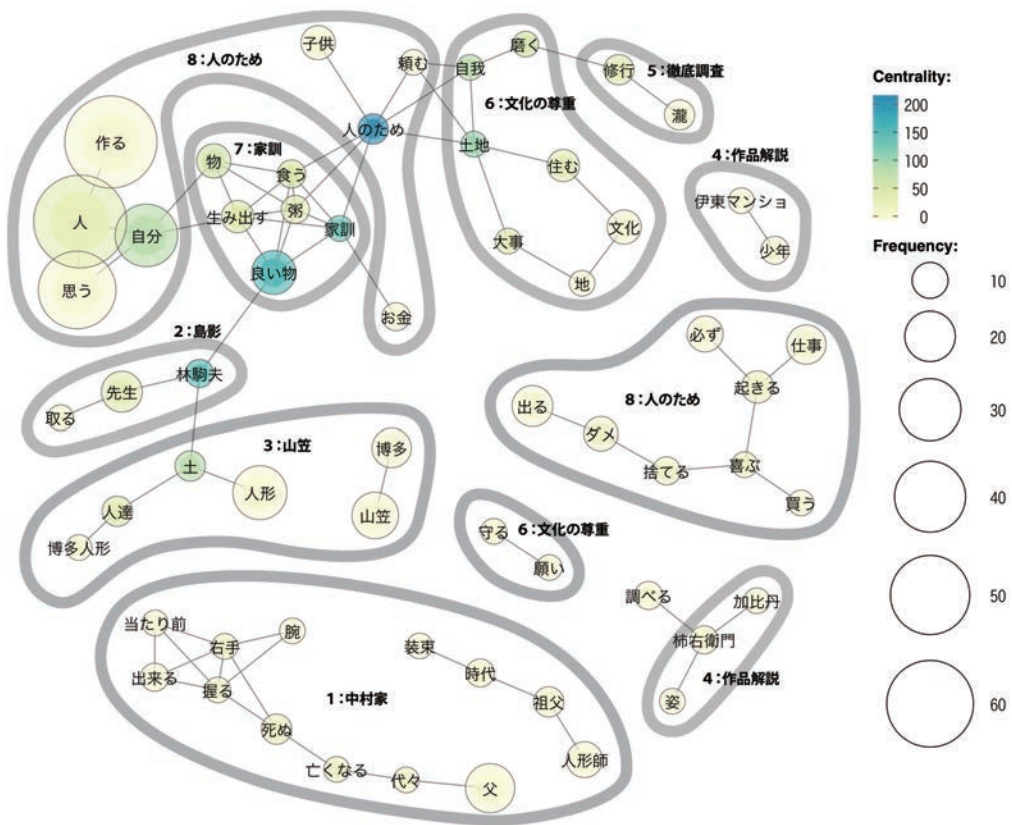 子供
8：人のため
頼む
自我
磨く
修行
5：徹底調査
瀧
6：文化の尊重
作る
人のため
土地
住む
4：作品解説
7：家訓
物
食う
生み出す
粥
家訓
人
自分
良い物
思う
大事
文化
地
お金
伊東マンショ
少年
2：島影
林駒夫
先生
取る
必ず
仕事
起きる
8：人のため
出る
ダメ
捨てる
喜ぶ
買う
3：山笠
博多
土
人形
山笠
人達
博多人形
守る
6：文化の尊重
願い
調べる
加比丹
柿右衛門
4：作品解説
姿
当たり前
右手
腕
出来る
握る
装束
時代
1：中村家
祖父
死ぬ
人形師
亡くなる
代々
父
Centrality:
200
150
100
50
0
Frequency:
10
20
30
40
50
60